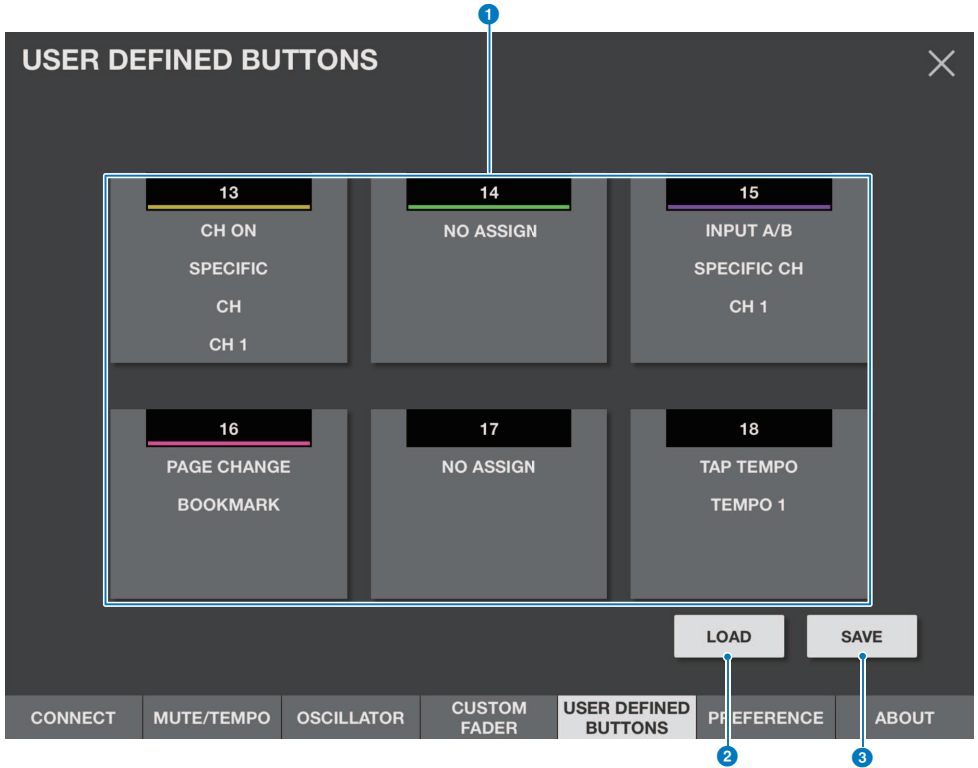 1
USER DEFINED BUTTONS
13
CH ON
SPECIFIC
CH
CH 1
14
NO ASSIGN
15
INPUT A/B
SPECIFIC CH
CH 1
16
PAGE CHANGE
BOOKMARK
17
NO ASSIGN
18
TAP TEMPO
TEMPO 1
LOAD
SAVE
CONNECT
MUTE/TEMPO
OSCILLATOR
CUSTOM
FADER
USER DEFINED
BUTTONS
PREFERENCE
ABOUT
2
3